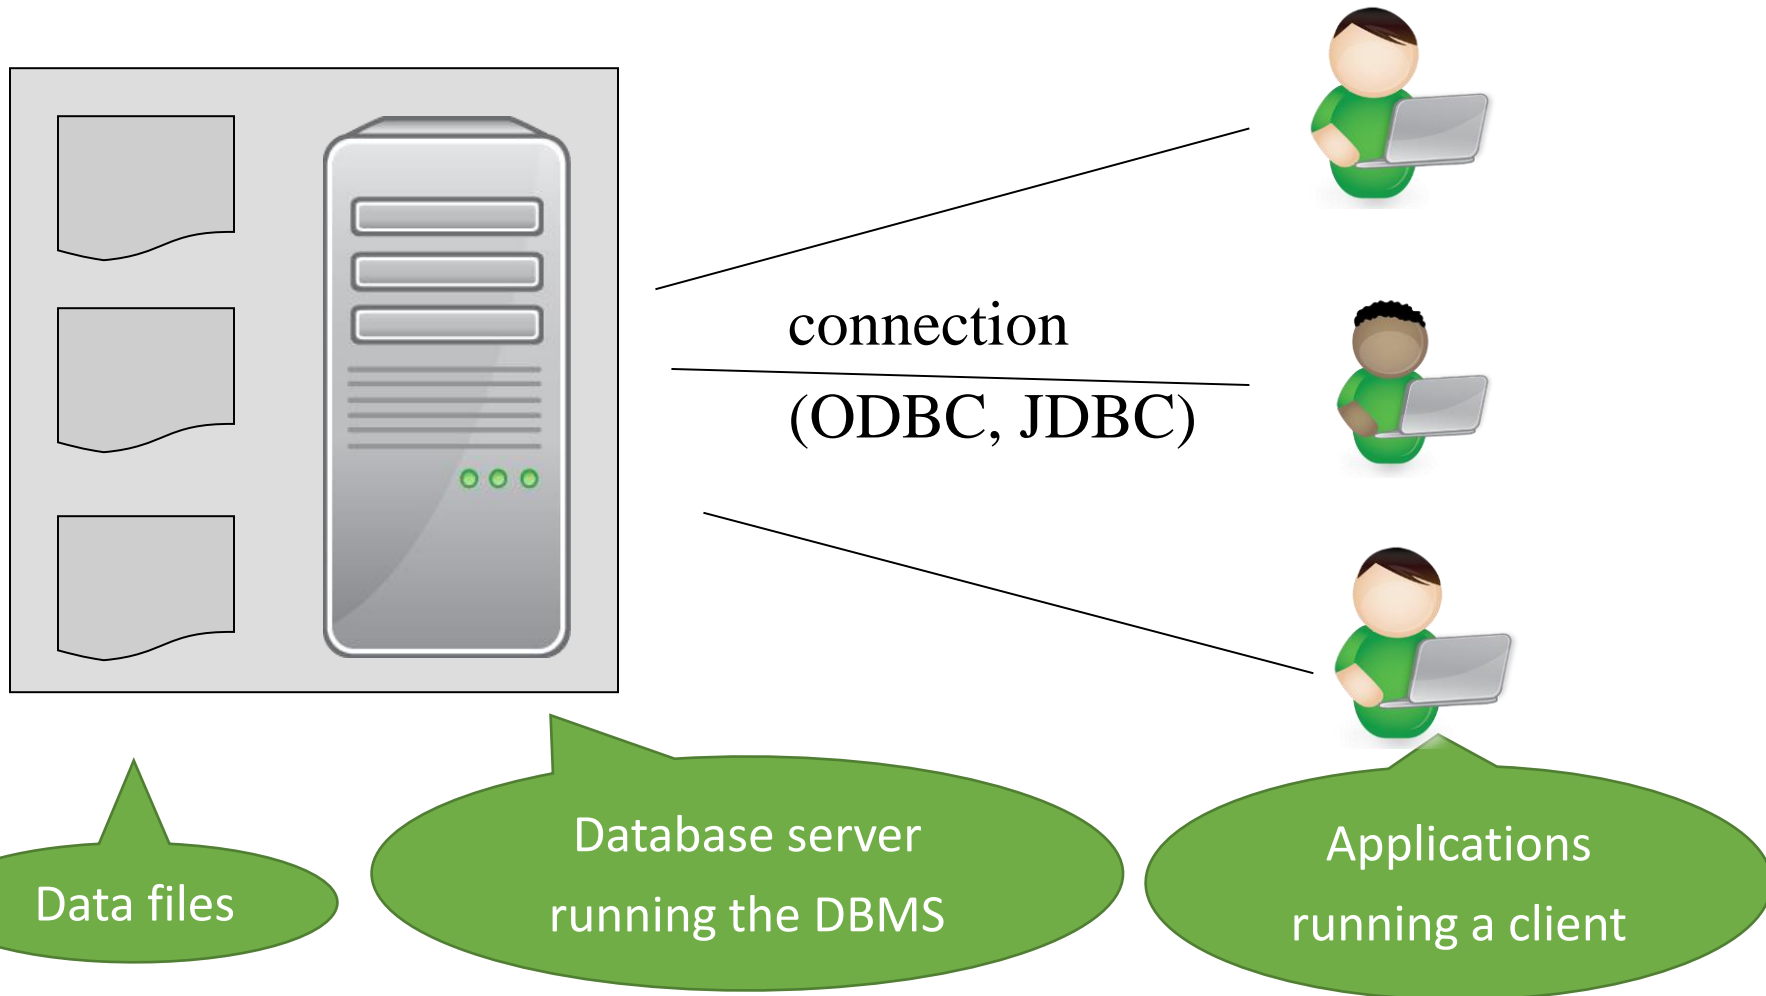 connection
(ODBC, JDBC)
Data files
Database server
running the DBMS
Applications
running a client